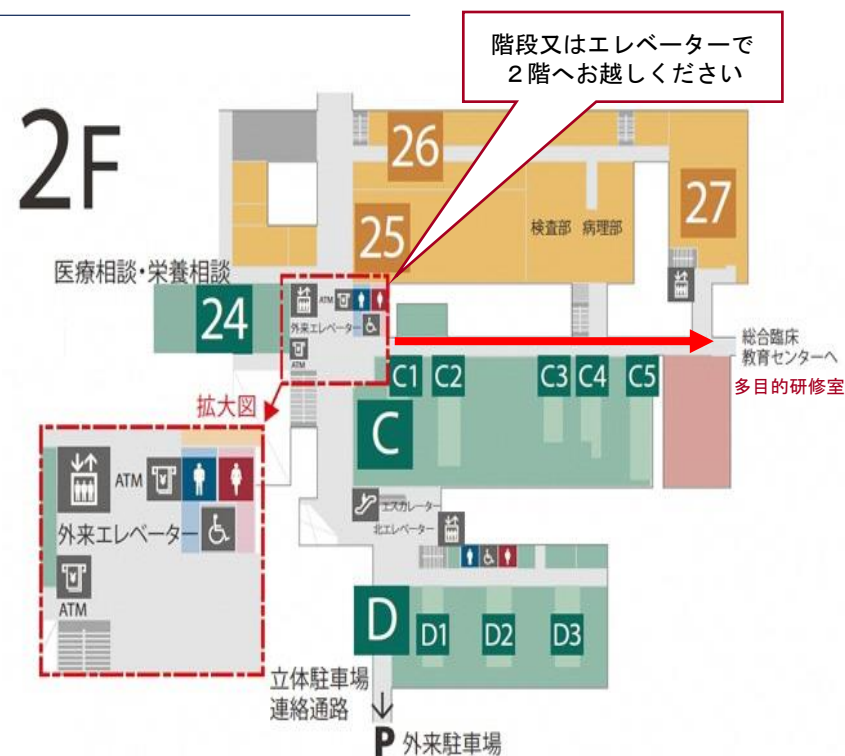 階段又はエレベーターで
２階へお越しください
2F
26
25
27
検査部 病理部
医療相談・栄養相談
24
ATM
外来エレベーター
ATM
総合臨床
教育センターへ
多目的研修室
C1 C2 C3 C4 C5
拡大図
C
ATM
外来エレベーター
ATM
エスカレーター
北エレベーター
D
D1 D2 D3
立体駐車場
連絡通路
P 外来駐車場